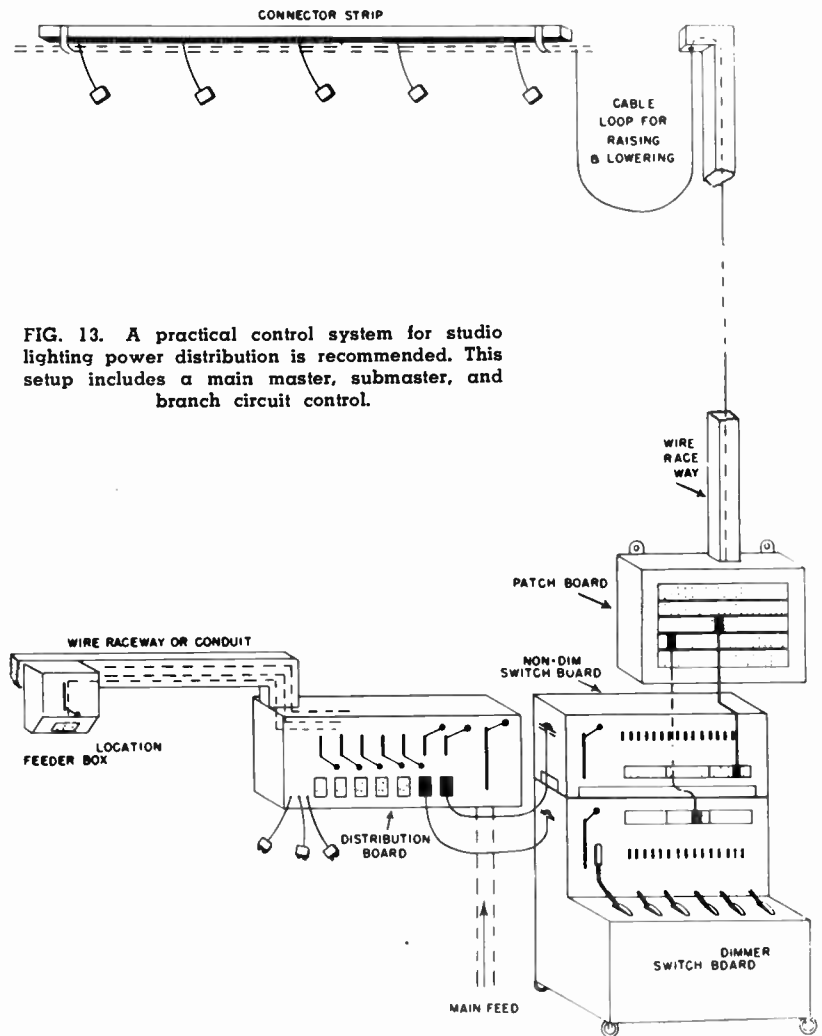 CONNECTOR STRIP
CABLE
LOOP FOR
RAISING
& LOWERING
FIG. 13. A practical control system for studio
lighting power distribution is recommended. This
setup includes a main master, submaster, and
branch circuit control.
WIRE
RACE
WAY
PATCH BOARD
WIRE RACEWAY OR CONDUIT
NON-DIM
SWITCH BOARD
LOCATION
FEEDER BOX
DISTRIBUTION
BOARD
DIMMER
SWITCH BOARD
MAIN FEED